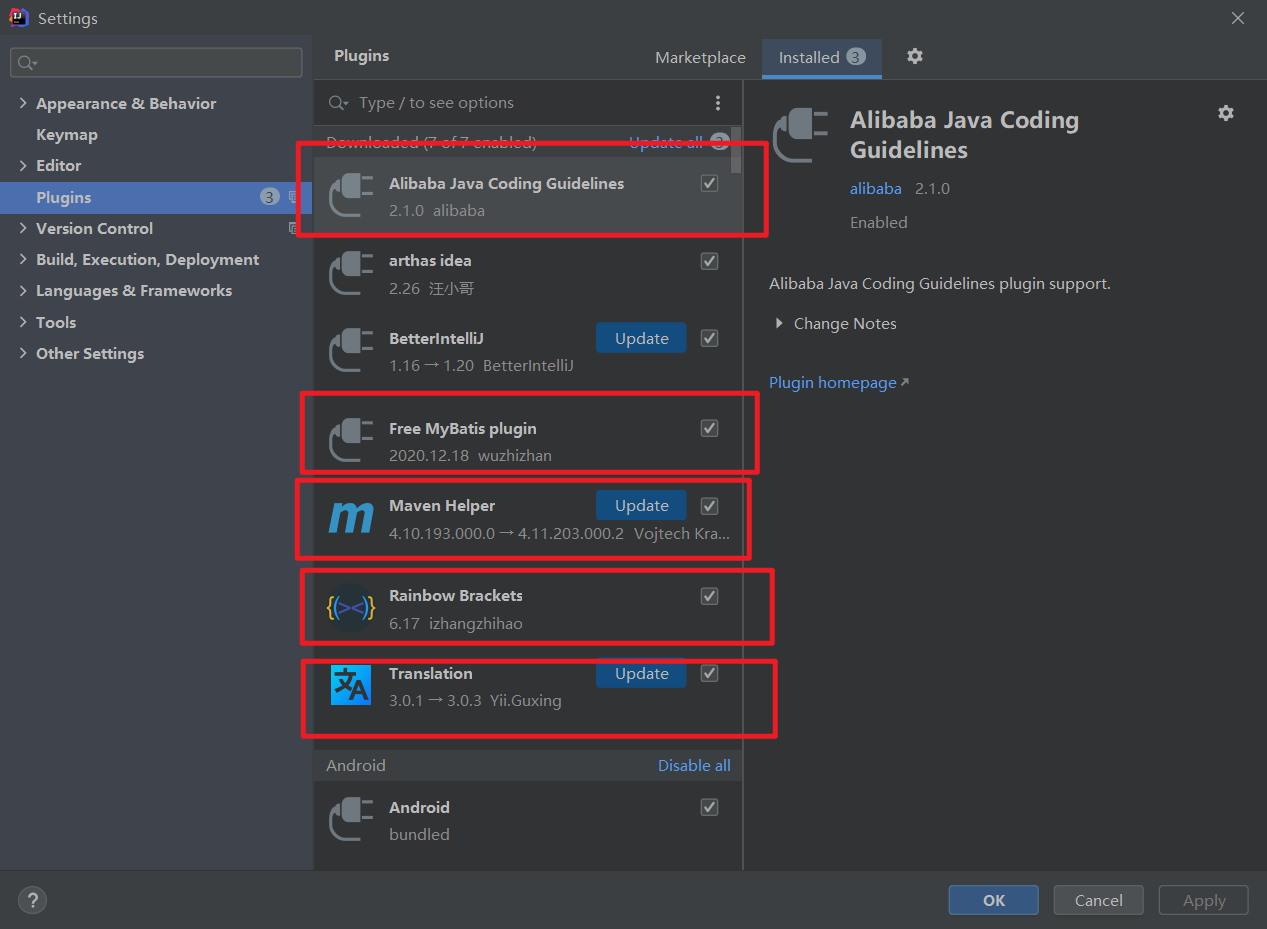 Settings
Appearance & Behavior
Keymap
Editor
Plugins 3
Version Control
Build, Execution, Deployment
Languages & Frameworks
Tools
Other Settings
Plugins
Marketplace
Installed 3
Type / to see options
Downloaded (7 of 7 enabled) Update all 3
Alibaba Java Coding Guidelines
2.1.0 alibaba
arthas idea
2.26 汪小哥
BetterIntelliJ Update
1.16 → 1.20 BetterIntelliJ
Free MyBatis plugin
2020.12.18 wuzhizhan
Maven Helper Update
4.10.193.000.0 → 4.11.203.000.2 Vojtech Kra...
Rainbow Brackets
6.17 izhangzhihao
Translation Update
3.0.1 → 3.0.3 Yii.Guxing
Android Disable all
Android
bundled
Alibaba Java Coding
Guidelines
alibaba 2.1.0
Enabled
Alibaba Java Coding Guidelines plugin support.
Change Notes
Plugin homepage
?
OK
Cancel
Apply